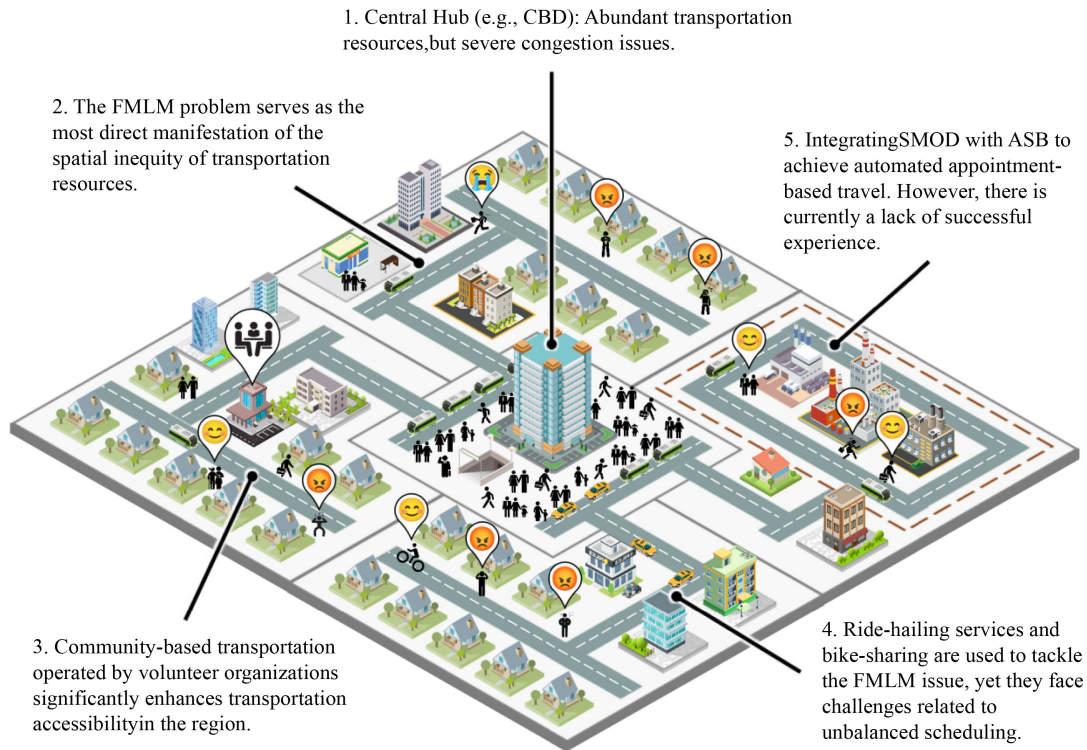 1. Central Hub (e.g., CBD): Abundant transportation
resources,but severe congestion issues.
2. The FMLM problem serves as the
most direct manifestation of the
spatial inequity of transportation
resources.
5. IntegratingSMOD with ASB to
achieve automated appointment-
based travel. However, there is
currently a lack of successful
experience.
3. Community-based transportation
operated by volunteer organizations
significantly enhances transportation
accessibilityin the region.
4. Ride-hailing services and
bike-sharing are used to tackle
the FMLM issue, yet they face
challenges related to
unbalanced scheduling.